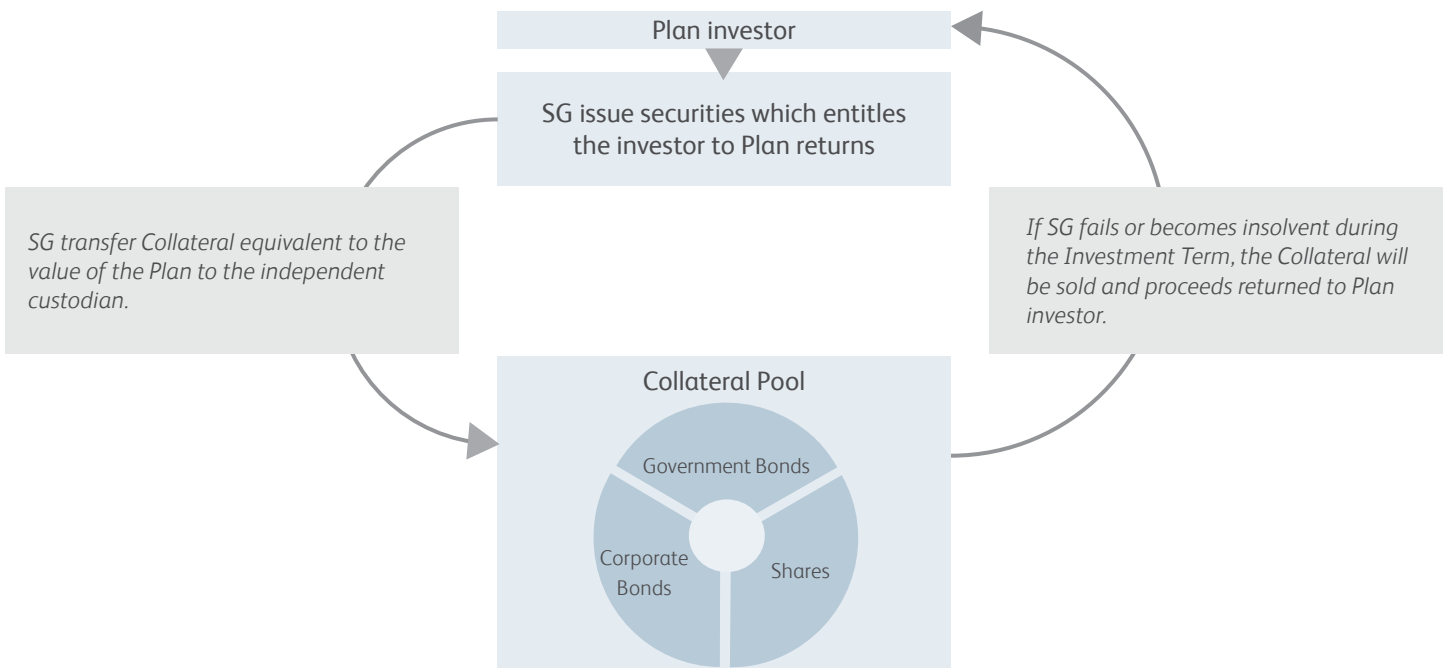 Plan investor
SG issue securities which entitles
the investor to Plan returns
SG transfer Collateral equivalent to the
value of the Plan to the independent
custodian.
If SG fails or becomes insolvent during
the Investment Term, the Collateral will
be sold and proceeds returned to Plan
investor.
Collateral Pool
Government Bonds
Corporate
Bonds
Shares